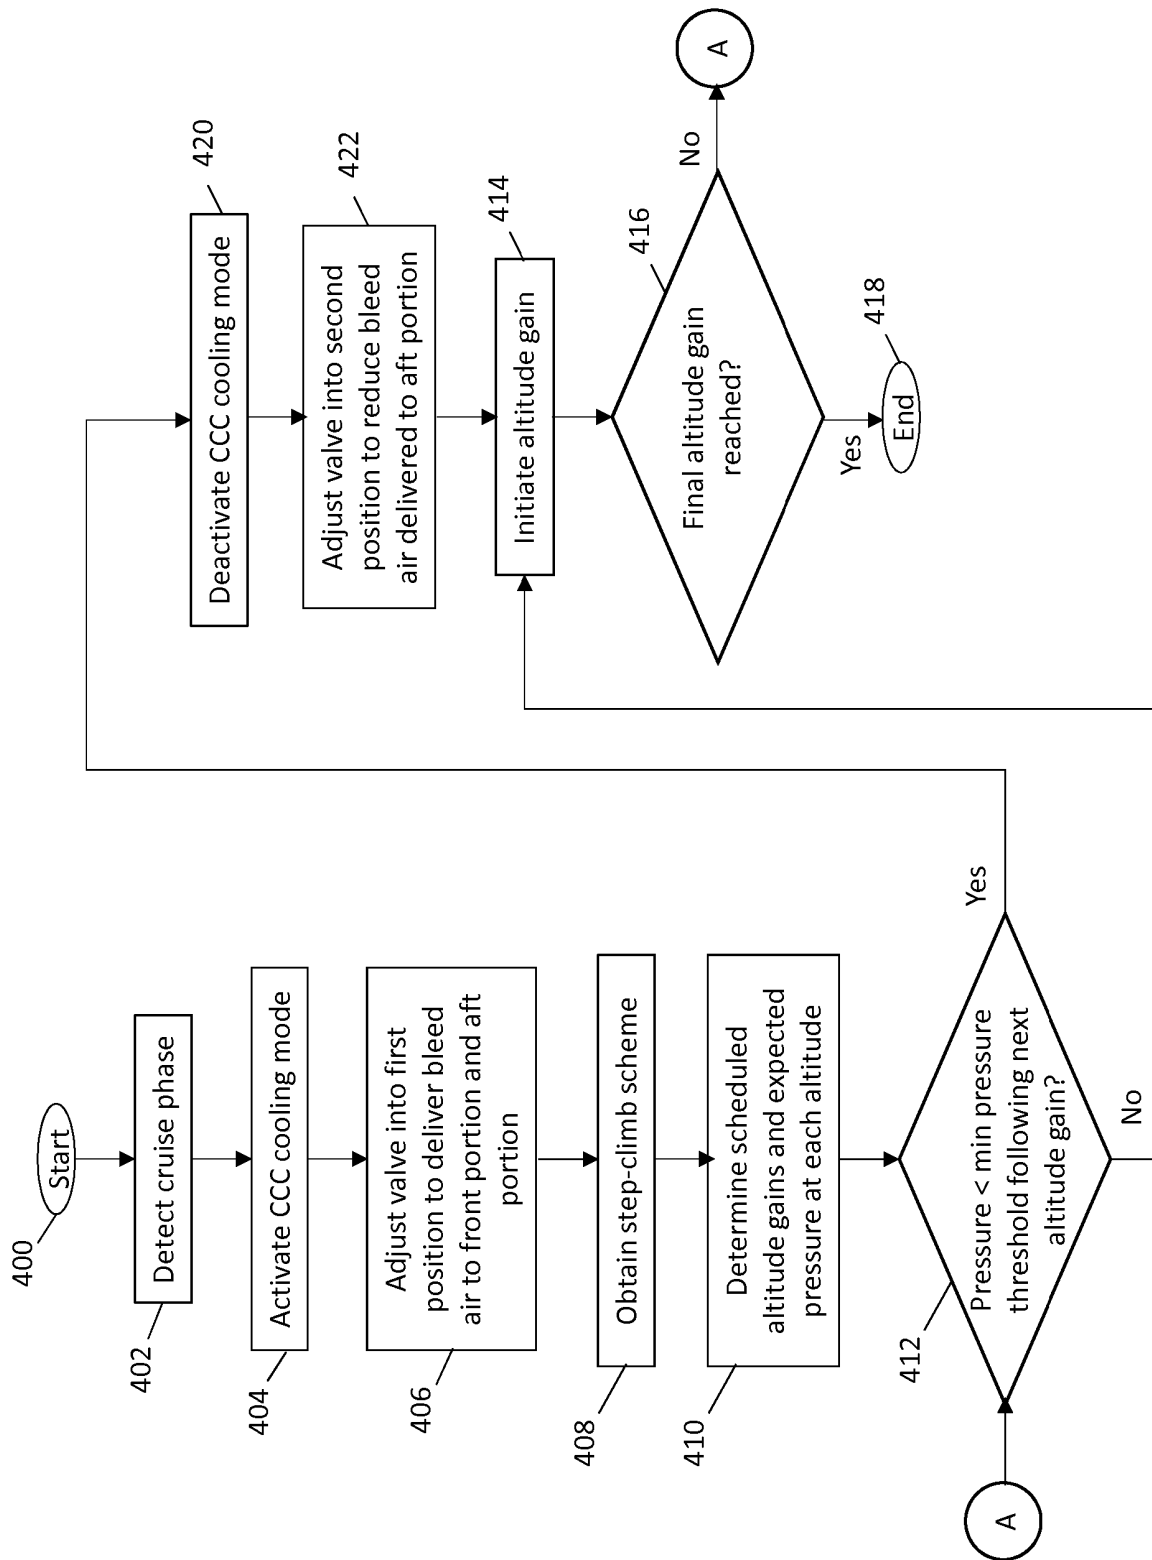 400
Start
402
Detect cruise phase
404
Activate CCC cooling mode
406
Adjust valve into first
position to deliver bleed
air to front portion and aft
portion
408
Obtain step-climb scheme
410
Determine scheduled
altitude gains and expected
pressure at each altitude
A
412
Pressure < min pressure
threshold following next
altitude gain?
Yes
No
420
Deactivate CCC cooling mode
422
Adjust valve into second
position to reduce bleed
air delivered to aft portion
414
Initiate altitude gain
416
Final altitude gain
reached?
No
A
Yes
418
End